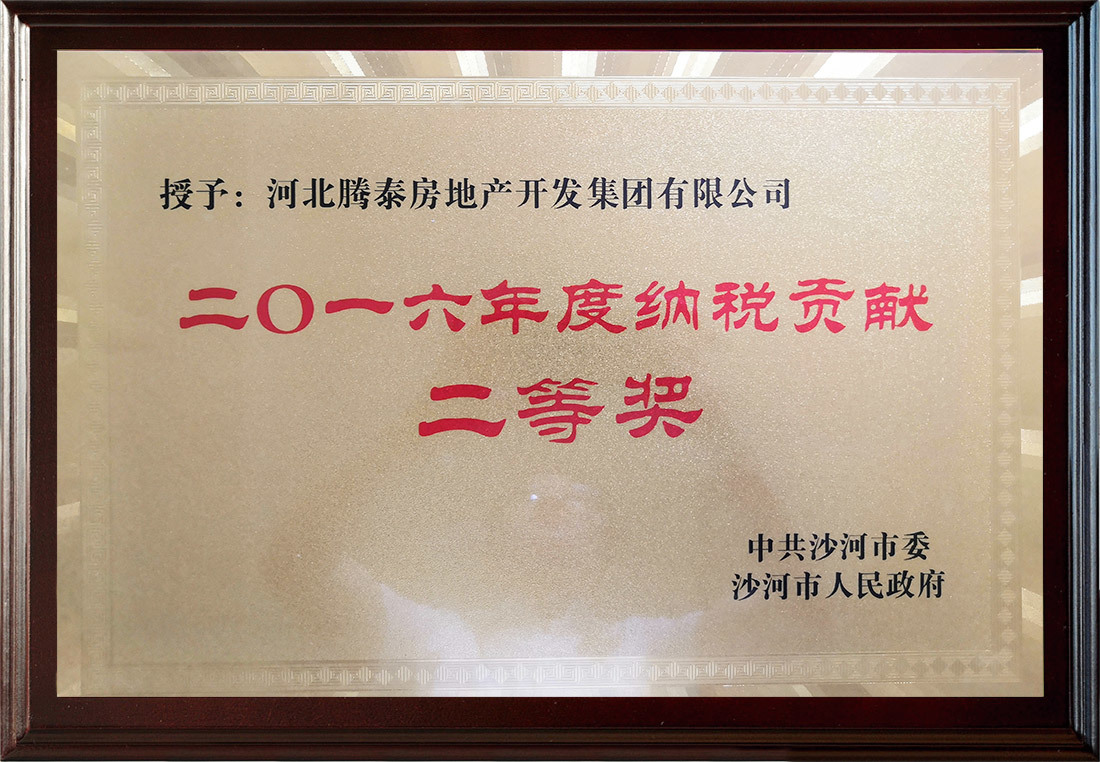 授予：河北腾泰房地产开发集团有限公司
二〇一六年度纳税贡献
二等奖
中共沙河市委
沙河市人民政府